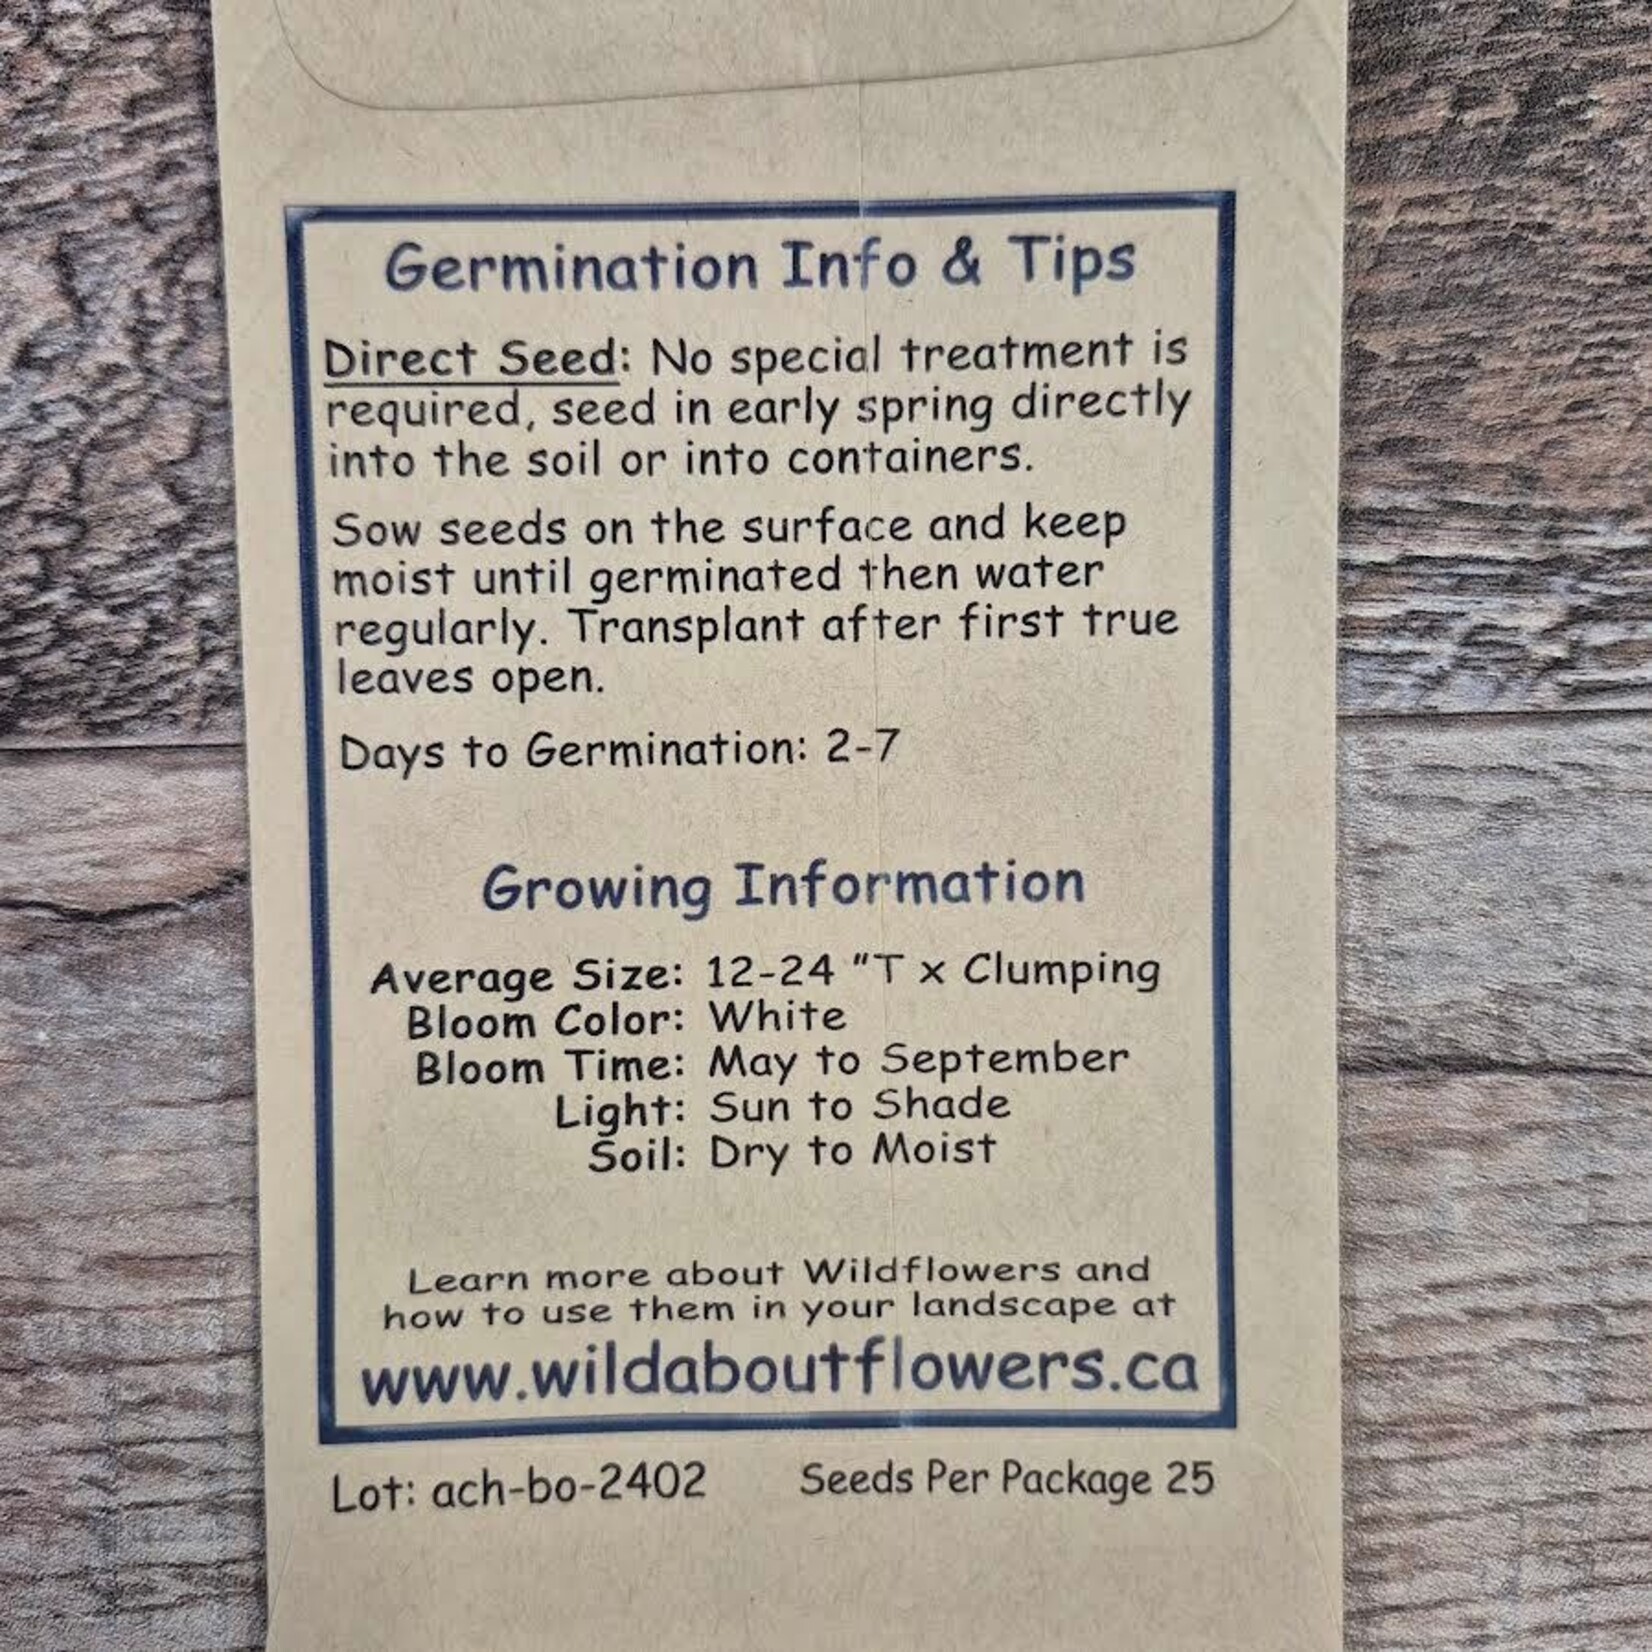 Germination Info & Tips
Direct Seed: No special treatment is
required, seed in early spring directly
into the soil or into containers.
Sow seeds on the surface and keep
moist until germinated then water
regularly. Transplant after first true
leaves open.
Days to Germination: 2-7
Growing Information
Average Size: 12-24 "T x Clumping
Bloom Color: White
Bloom Time: May to September
Light: Sun to Shade
Soil: Dry to Moist
Learn more about Wildflowers and
how to use them in your landscape at
www.wildaboutflowers.ca
Lot: ach-bo-2402 Seeds Per Package 25